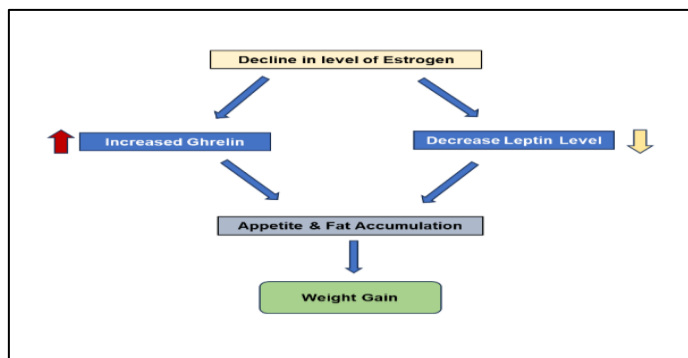 Decline in level of Estrogen
Increased Ghrelin
Decrease Leptin Level
Appetite & Fat Accumulation
Weight Gain